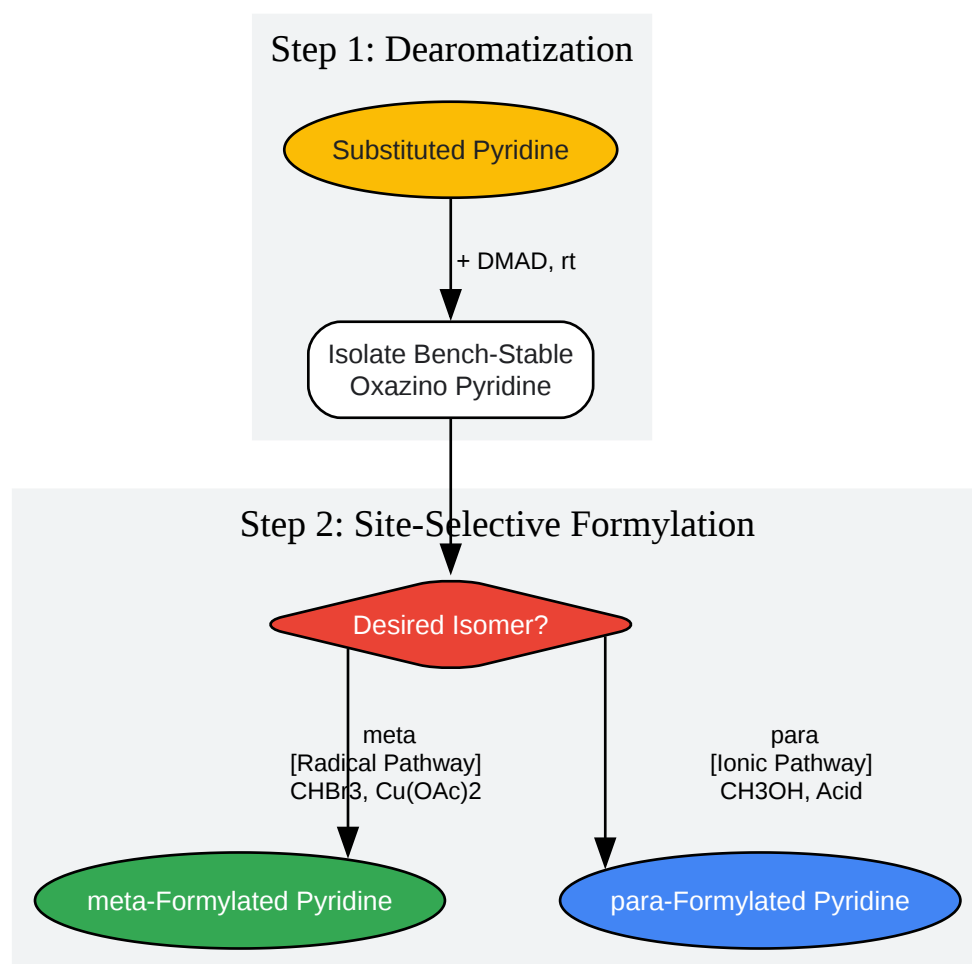 Step 1: Dearomatization
Substituted Pyridine
+ DMAD, rt
Isolate Bench-Stable
Oxazino Pyridine
Step 2: Site-Selective Formylation
Desired Isomer?
meta
[Radical Pathway]
CHBr3, Cu(OAc)2
para
[Ionic Pathway]
CH3OH, Acid
meta-Formylated Pyridine
para-Formylated Pyridine